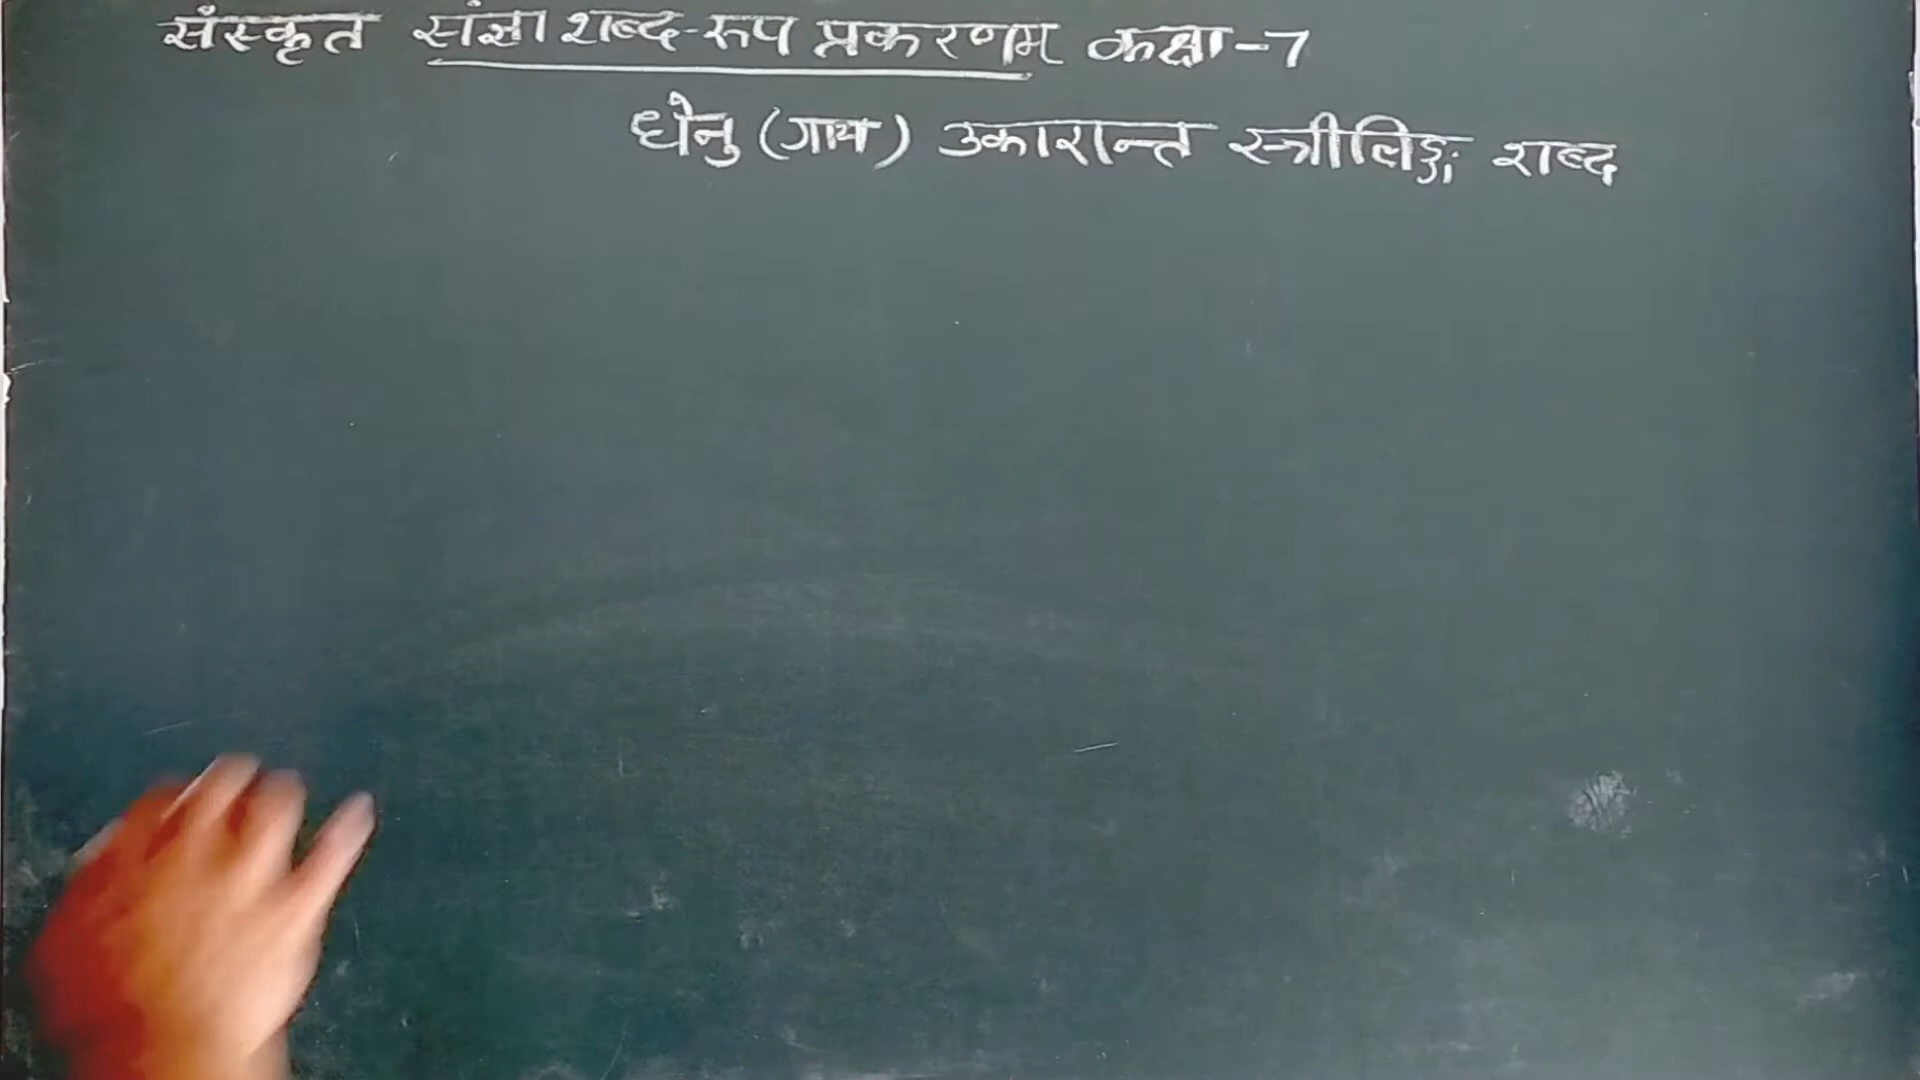 संस्कृत संज्ञा शब्द-रुप प्रकरणम कक्षा-7
धेनु (गाय) उकारान्त स्त्रीलिङ्ग शब्द